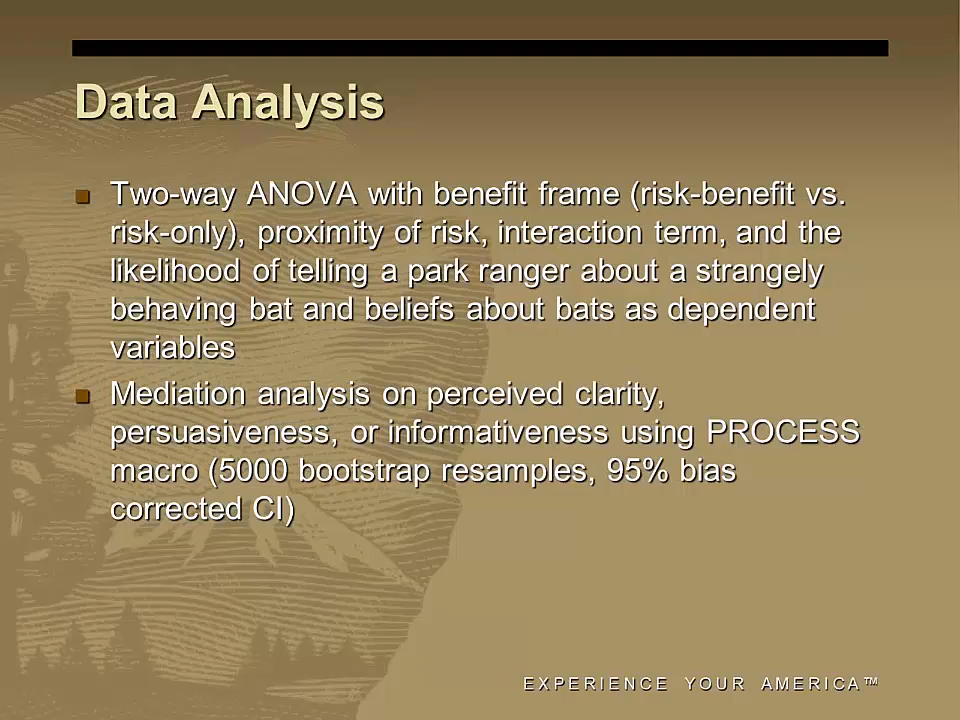 Data Analysis
Two-way ANOVA with benefit frame (risk-benefit vs.
risk-only), proximity of risk, interaction term, and the
likelihood of telling a park ranger about a strangely
behaving bat and beliefs about bats as dependent
variables
Mediation analysis on perceived clarity,
persuasiveness, or informativeness using PROCESS
macro (5000 bootstrap resamples, 95% bias
corrected CI)
EXPERIENCE YOUR AMERICA™